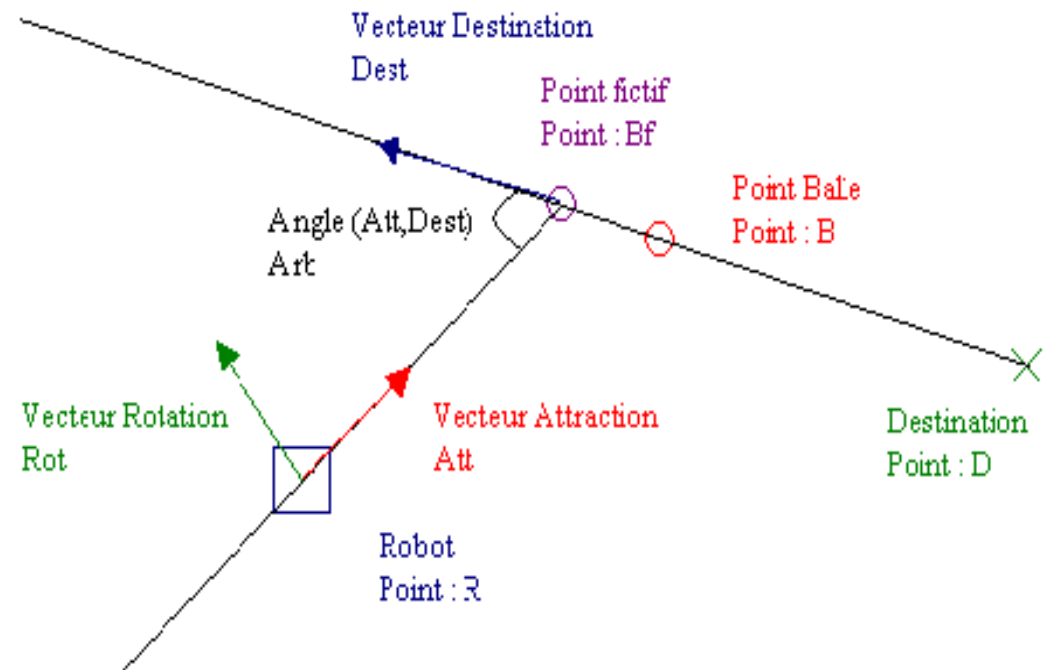 Vecteur Destination
Dest
Point fictif
Point : Bf
Point Balle
Point : B
Angle (Att,Dest)
Art
Vecteur Rotation
Rot
Vecteur Attraction
Att
Destination
Point : D
Robot
Point : R